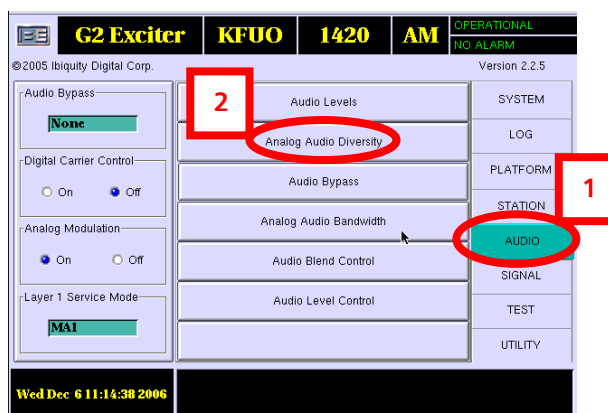 G2 Exciter
KFUO
1420
AM
OPERATIONAL
NO ALARM
©2005 Ibiquity Digital Corp.
Version 2.2.5
Audio Bypass
None
Digital Carrier Control
On
Off
Analog Modulation
On
Off
Layer 1 Service Mode
MA1
2
Audio Levels
Analog Audio Diversity
Audio Bypass
Analog Audio Bandwidth
Audio Blend Control
Audio Level Control
SYSTEM
LOG
PLATFORM
1
STATION
AUDIO
SIGNAL
TEST
UTILITY
Wed Dec 6 11:14:38 2006